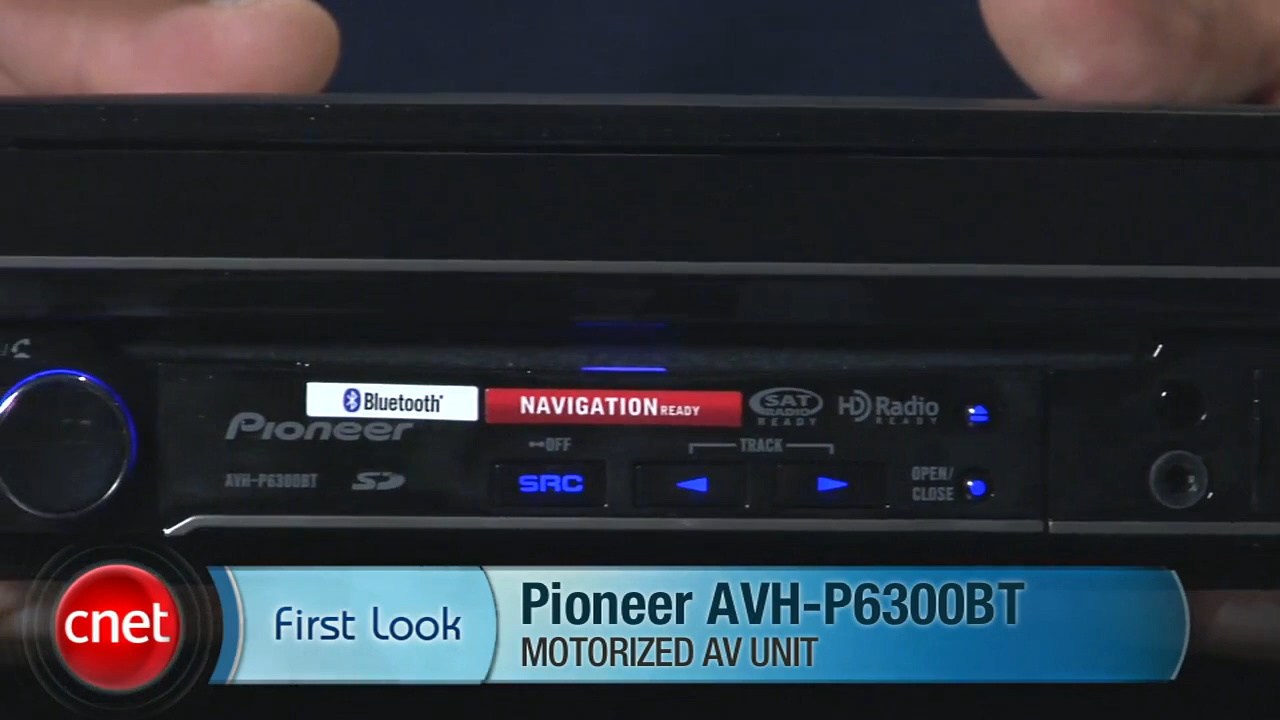 Bluetooth
NAVIGATION READY
SAT RADIO READY
HD Radio READY
Pioneer
OFF
TRACK
AVH-P6300BT
SD
SRC
OPEN/
CLOSE
cnet
First Look
Pioneer AVH-P6300BT
MOTORIZED AV UNIT